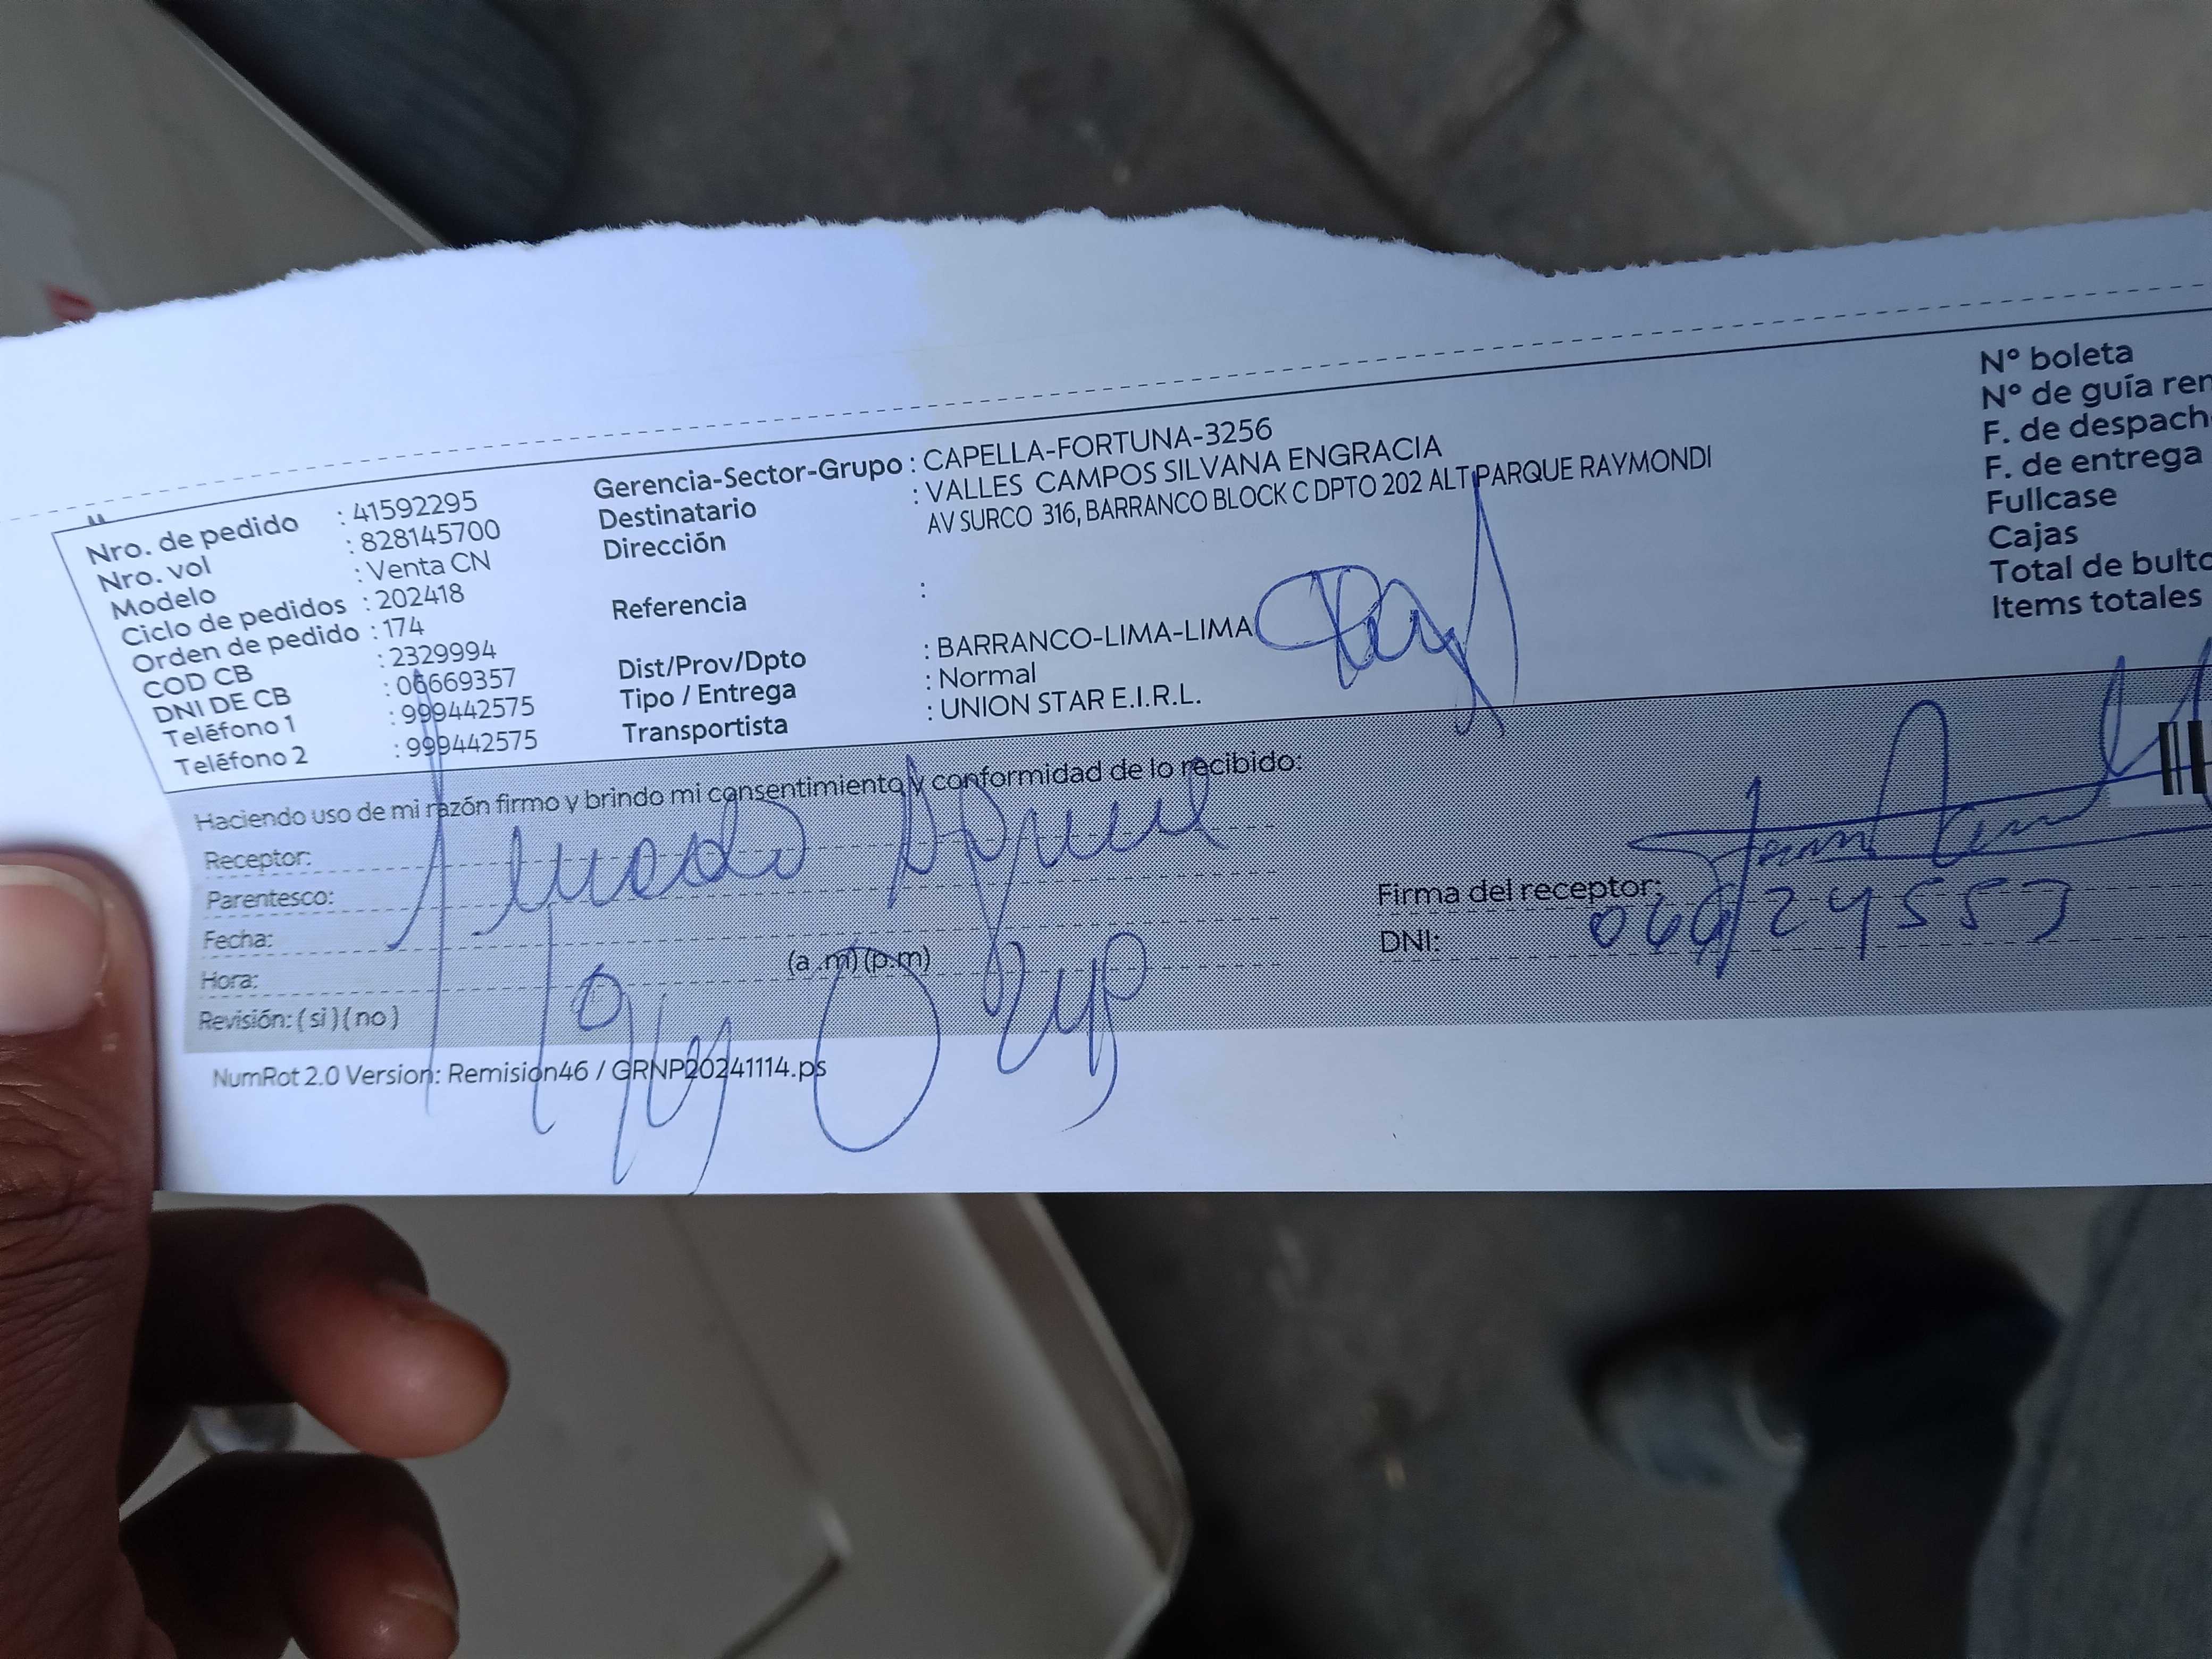 Nro. de pedido : 41592295
Nro. vol : 828145700
Modelo : Venta CN
Ciclo de pedidos : 202418
Orden de pedido : 174
COD CB : 2329994
DNI DE CB : 06669357
Teléfono 1 : 999442575
Teléfono 2 : 999442575
Gerencia-Sector-Grupo : CAPELLA-FORTUNA-3256
Destinatario : VALLES CAMPOS SILVANA ENGRACIA
Dirección AV SURCO 316, BARRANCO BLOCK C DPTO 202 ALT PARQUE RAYMONDI
Referencia :
Dist/Prov/Dpto : BARRANCO-LIMA-LIMA
Tipo / Entrega : Normal
Transportista : UNION STAR E.I.R.L.
Nº boleta
Nº de guía rem
F. de despach
F. de entrega
Fullcase
Cajas
Total de bulto
Items totales
Haciendo uso de mi razón firmo y brindo mi consentimiento y conformidad de lo recibido:
Receptor:
Parentesco:
Fecha:
Hora: (a.m) (p.m)
Revisión: ( si ) ( no )
Firma del receptor:
DNI:
NumRot 2.0 Version: Remision46 / GRNP20241114.ps